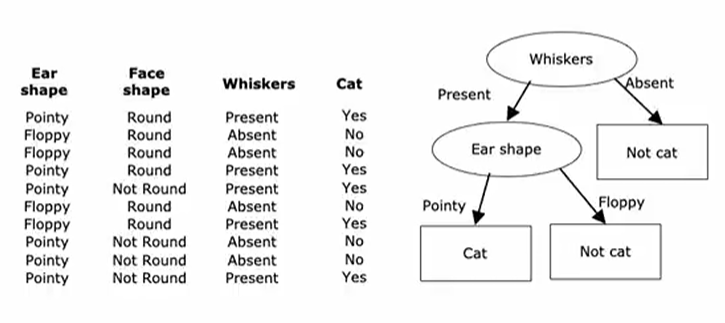 Ear shape Face shape Whiskers Cat
Pointy Round Present Yes
Floppy Round Absent No
Floppy Round Absent No
Pointy Round Present Yes
Pointy Not Round Present Yes
Floppy Round Absent No
Floppy Round Present Yes
Pointy Not Round Absent No
Pointy Not Round Absent No
Pointy Not Round Present Yes
Whiskers
Present Absent
Ear shape Not cat
Pointy Floppy
Cat Not cat